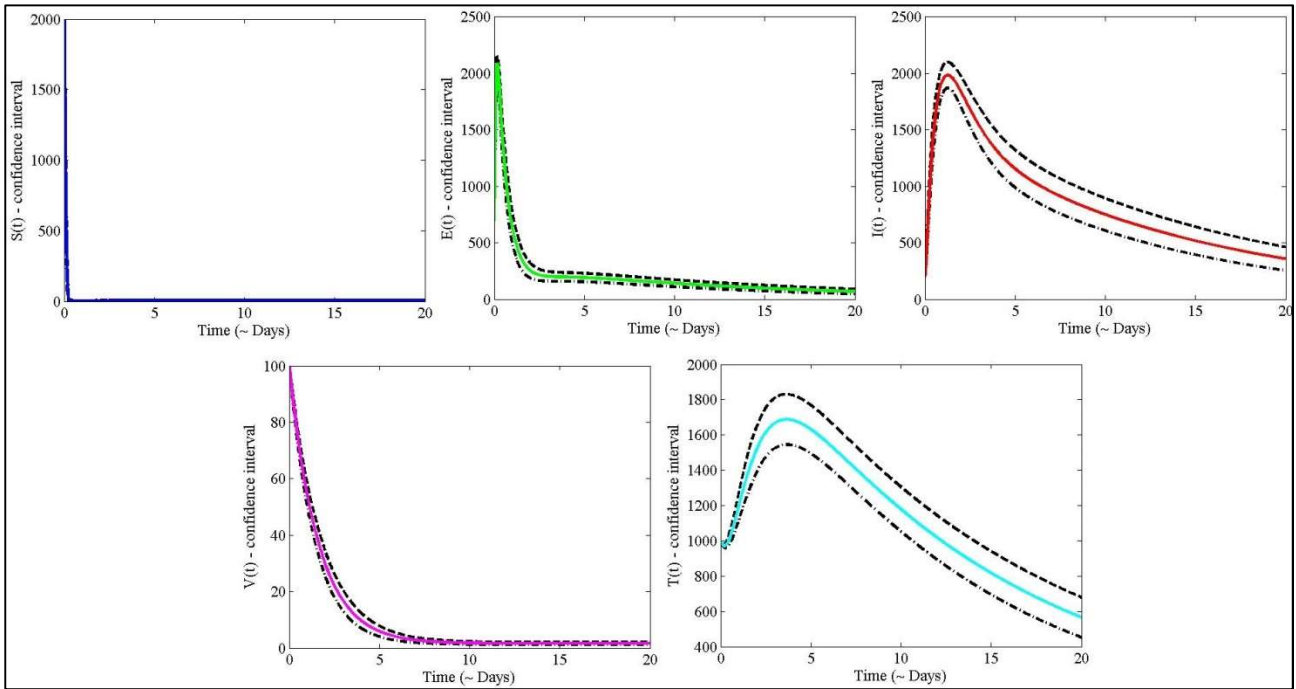 2000
1500
1000
500
0
S(t) - confidence interval
0 5 10 15 20
Time (~ Days)
2500
2000
1500
1000
500
0
E(t) - confidence interval
0 5 10 15 20
Time (~ Days)
2500
2000
1500
1000
500
0
I(t) - confidence interval
0 5 10 15 20
Time (~ Days)
100
80
60
40
20
0
V(t) - confidence interval
0 5 10 15 20
Time (~ Days)
2000
1800
1600
1400
1200
1000
800
600
400
T(t) - confidence interval
0 5 10 15 20
Time (~ Days)